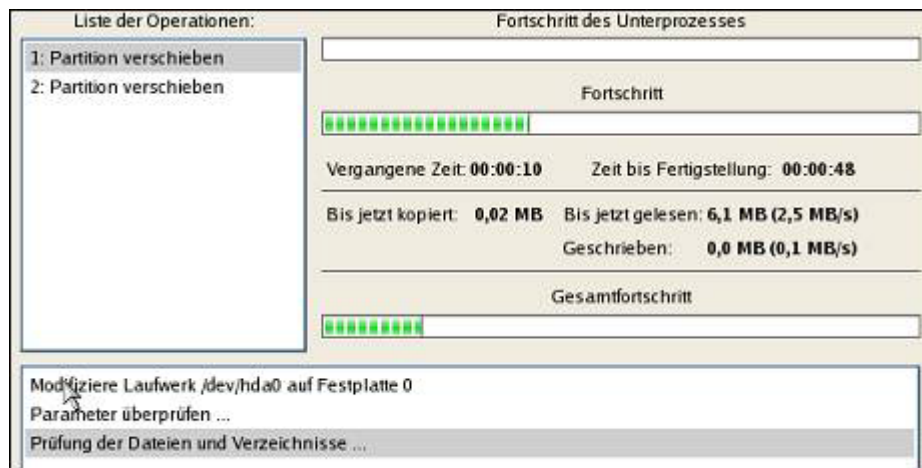 Liste der Operationen:
1: Partition verschieben
2: Partition verschieben
Fortschritt des Unterprozesses
Fortschritt
Vergangene Zeit: 00:00:10 Zeit bis Fertigstellung: 00:00:48
Bis jetzt kopiert: 0,02 MB Bis jetzt gelesen: 6,1 MB (2,5 MB/s)
Geschrieben: 0,0 MB (0,1 MB/s)
Gesamtfortschritt
Modifiziere Laufwerk /dev/hda0 auf Festplatte 0
Parameter überprüfen ...
Prüfung der Dateien und Verzeichnisse ...